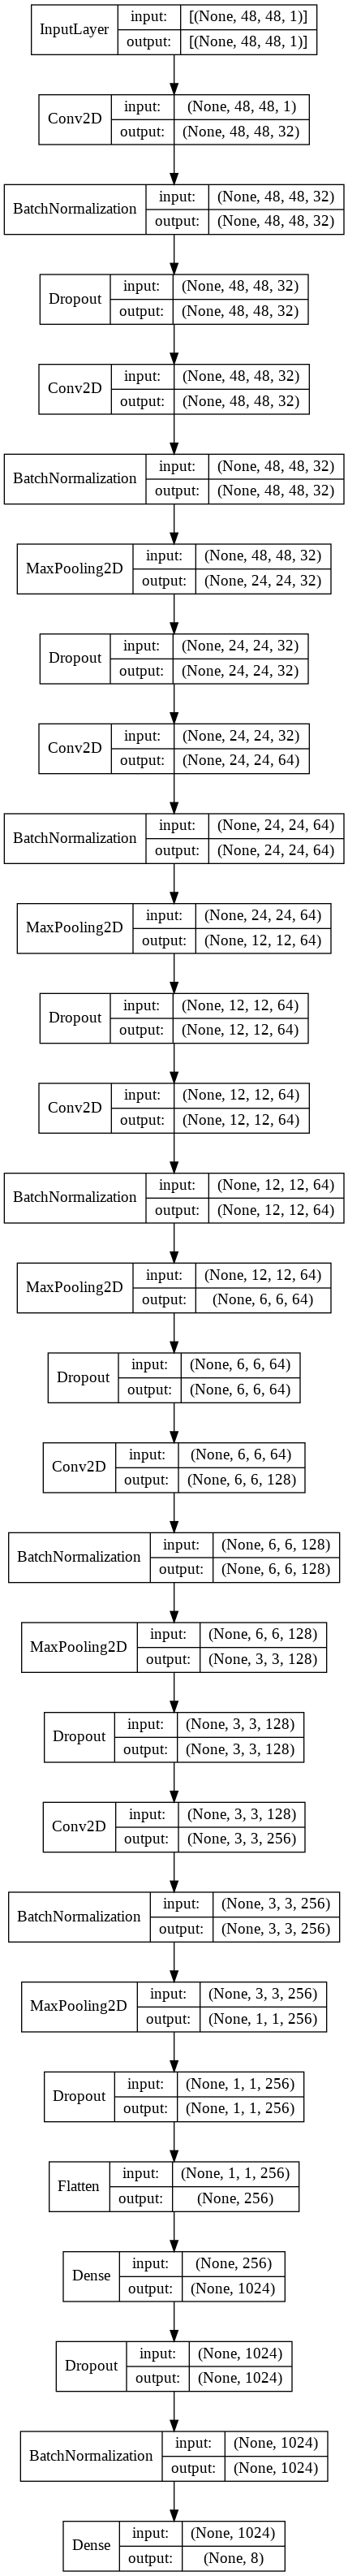 InputLayer input: [(None, 48, 48, 1)]
output: [(None, 48, 48, 1)]
Conv2D input: (None, 48, 48, 1)
output: (None, 48, 48, 32)
BatchNormalization input: (None, 48, 48, 32)
output: (None, 48, 48, 32)
Dropout input: (None, 48, 48, 32)
output: (None, 48, 48, 32)
Conv2D input: (None, 48, 48, 32)
output: (None, 48, 48, 32)
BatchNormalization input: (None, 48, 48, 32)
output: (None, 48, 48, 32)
MaxPooling2D input: (None, 48, 48, 32)
output: (None, 24, 24, 32)
Dropout input: (None, 24, 24, 32)
output: (None, 24, 24, 32)
Conv2D input: (None, 24, 24, 32)
output: (None, 24, 24, 64)
BatchNormalization input: (None, 24, 24, 64)
output: (None, 24, 24, 64)
MaxPooling2D input: (None, 24, 24, 64)
output: (None, 12, 12, 64)
Dropout input: (None, 12, 12, 64)
output: (None, 12, 12, 64)
Conv2D input: (None, 12, 12, 64)
output: (None, 12, 12, 64)
BatchNormalization input: (None, 12, 12, 64)
output: (None, 12, 12, 64)
MaxPooling2D input: (None, 12, 12, 64)
output: (None, 6, 6, 64)
Dropout input: (None, 6, 6, 64)
output: (None, 6, 6, 64)
Conv2D input: (None, 6, 6, 64)
output: (None, 6, 6, 128)
BatchNormalization input: (None, 6, 6, 128)
output: (None, 6, 6, 128)
MaxPooling2D input: (None, 6, 6, 128)
output: (None, 3, 3, 128)
Dropout input: (None, 3, 3, 128)
output: (None, 3, 3, 128)
Conv2D input: (None, 3, 3, 128)
output: (None, 3, 3, 256)
BatchNormalization input: (None, 3, 3, 256)
output: (None, 3, 3, 256)
MaxPooling2D input: (None, 3, 3, 256)
output: (None, 1, 1, 256)
Dropout input: (None, 1, 1, 256)
output: (None, 1, 1, 256)
Flatten input: (None, 1, 1, 256)
output: (None, 256)
Dense input: (None, 256)
output: (None, 1024)
Dropout input: (None, 1024)
output: (None, 1024)
BatchNormalization input: (None, 1024)
output: (None, 1024)
Dense input: (None, 1024)
output: (None, 8)